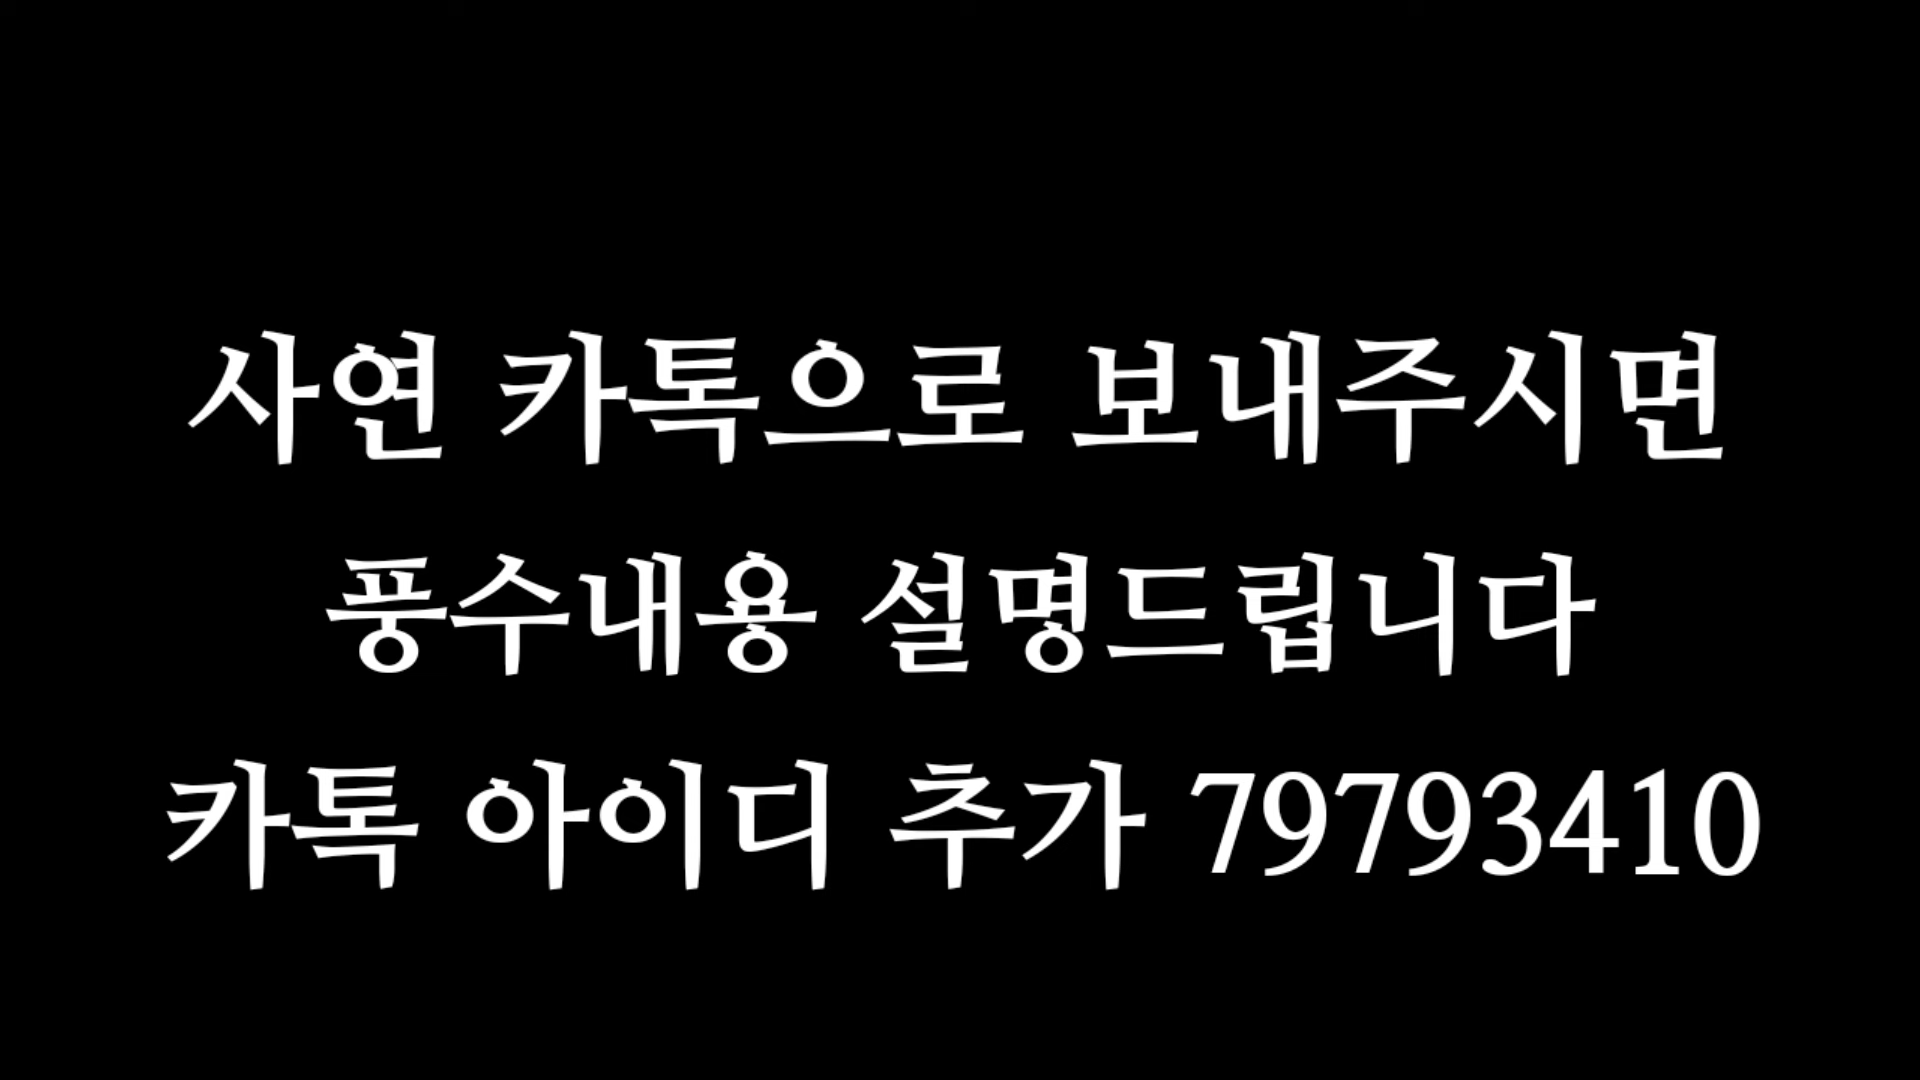 사연 카톡으로 보내주시면
풍수내용 설명드립니다
카톡 아이디 추가 79793410